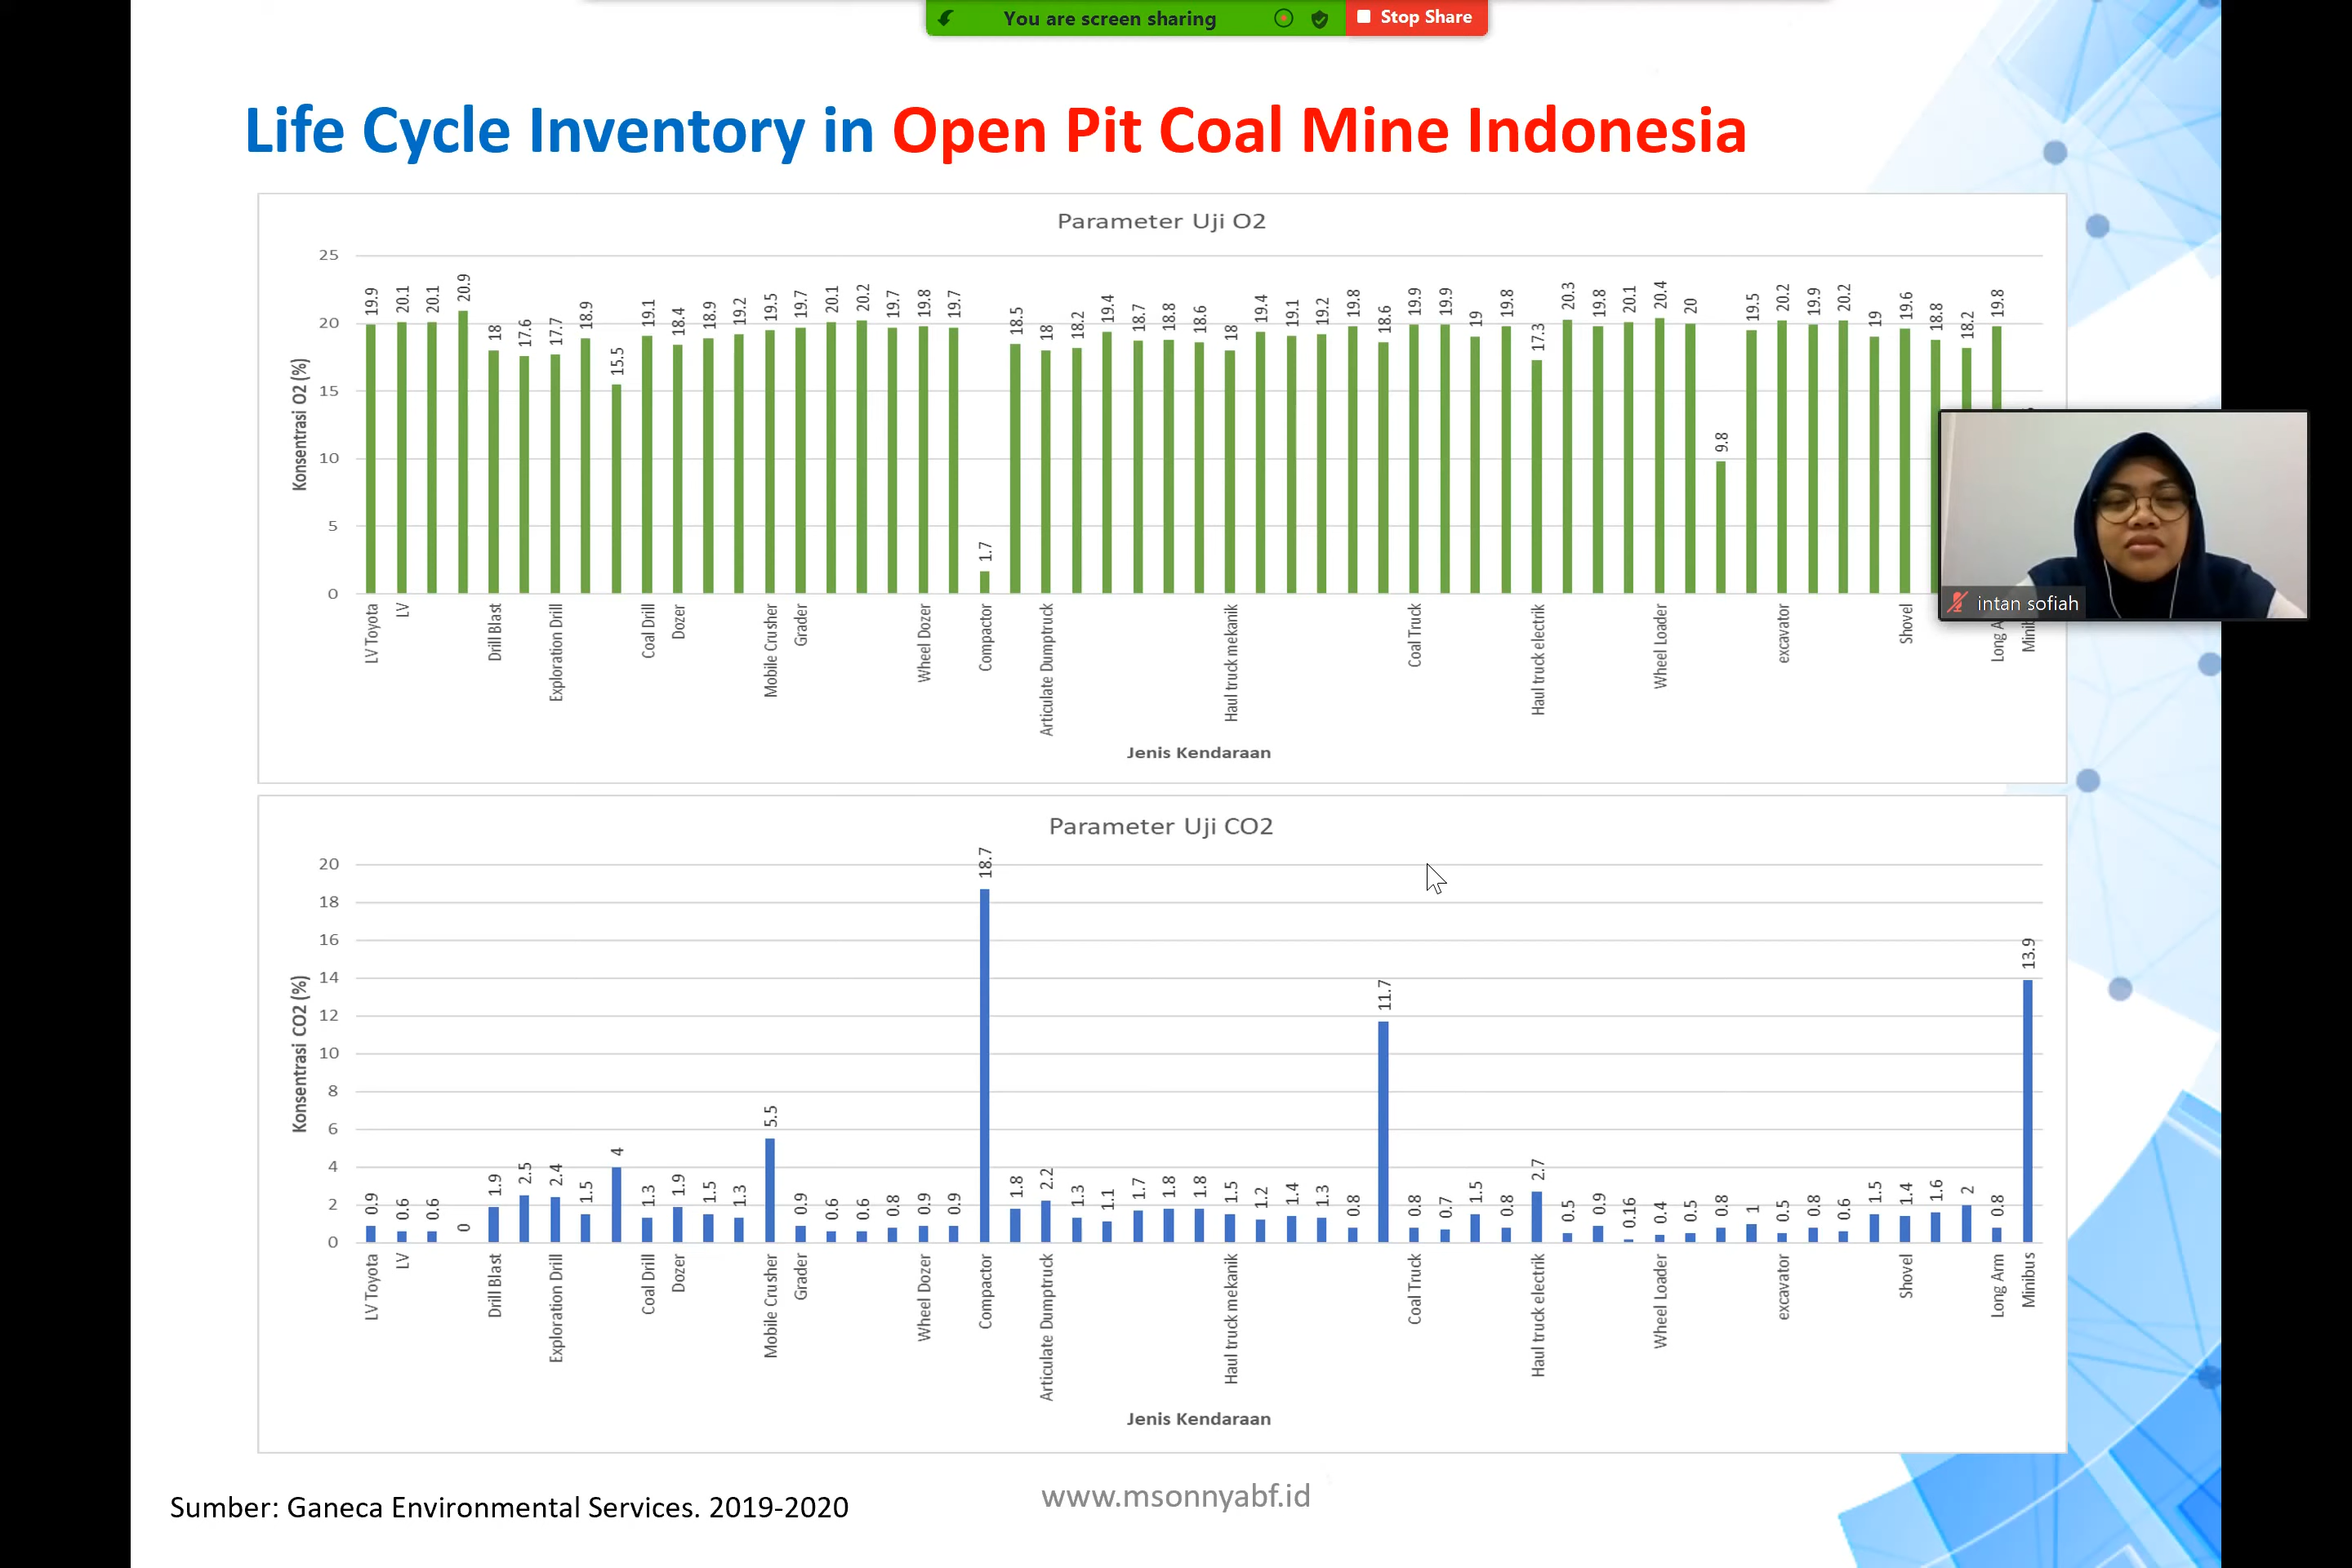 You are screen sharing
Stop Share
Life Cycle Inventory in Open Pit Coal Mine Indonesia
Parameter Uji O2
Konsentrasi O2 (%)
25
20
15
10
5
0
19.9 20.1 20.1 20.9 18 17.6 17.7 18.9 15.5 19.1 18.4 18.9 19.2 19.5 19.7 20.1 20.2 19.7 19.8 19.7 1.7 18.5 18 18.2 19.4 18.7 18.8 18.6 18 19.4 19.1 19.2 19.8 18.6 19.9 19.9 19 19.8 17.3 20.3 19.8 20.1 20.4 20 9.8 19.5 20.2 19.9 20.2 19 19.6 18.8 18.2 19.8
LV Toyota
LV
Drill Blast
Exploration Drill
Coal Drill
Dozer
Mobile Crusher
Grader
Wheel Dozer
Compactor
Articulate Dumptruck
Haul truck mekanik
Coal Truck
Haul truck electrik
Wheel Loader
excavator
Shovel
Long A
Minib
Jenis Kendaraan
intan sofiah
Parameter Uji CO2
Konsentrasi CO2 (%)
20
18
16
14
12
10
8
6
4
2
0
0.9 0.6 0.6 0 1.9 2.5 2.4 1.5 4 1.3 1.9 1.5 1.3 5.5 0.9 0.6 0.6 0.8 0.9 0.9 18.7 1.8 2.2 1.3 1.1 1.7 1.8 1.8 1.5 1.2 1.4 1.3 0.8 11.7 0.8 0.7 1.5 0.8 2.7 0.5 0.9 0.16 0.4 0.5 0.8 1 0.5 0.8 0.6 1.5 1.4 1.6 2 0.8 13.9
LV Toyota
LV
Drill Blast
Exploration Drill
Coal Drill
Dozer
Mobile Crusher
Grader
Wheel Dozer
Compactor
Articulate Dumptruck
Haul truck mekanik
Coal Truck
Haul truck electrik
Wheel Loader
excavator
Shovel
Long Arm
Minibus
Jenis Kendaraan
Sumber: Ganeca Environmental Services. 2019-2020
www.msonnyabf.id